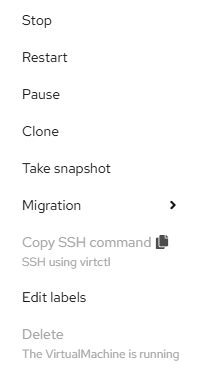 Stop
Restart
Pause
Clone
Take snapshot
Migration
Copy SSH command
SSH using virtctl
Edit labels
Delete
The VirtualMachine is running